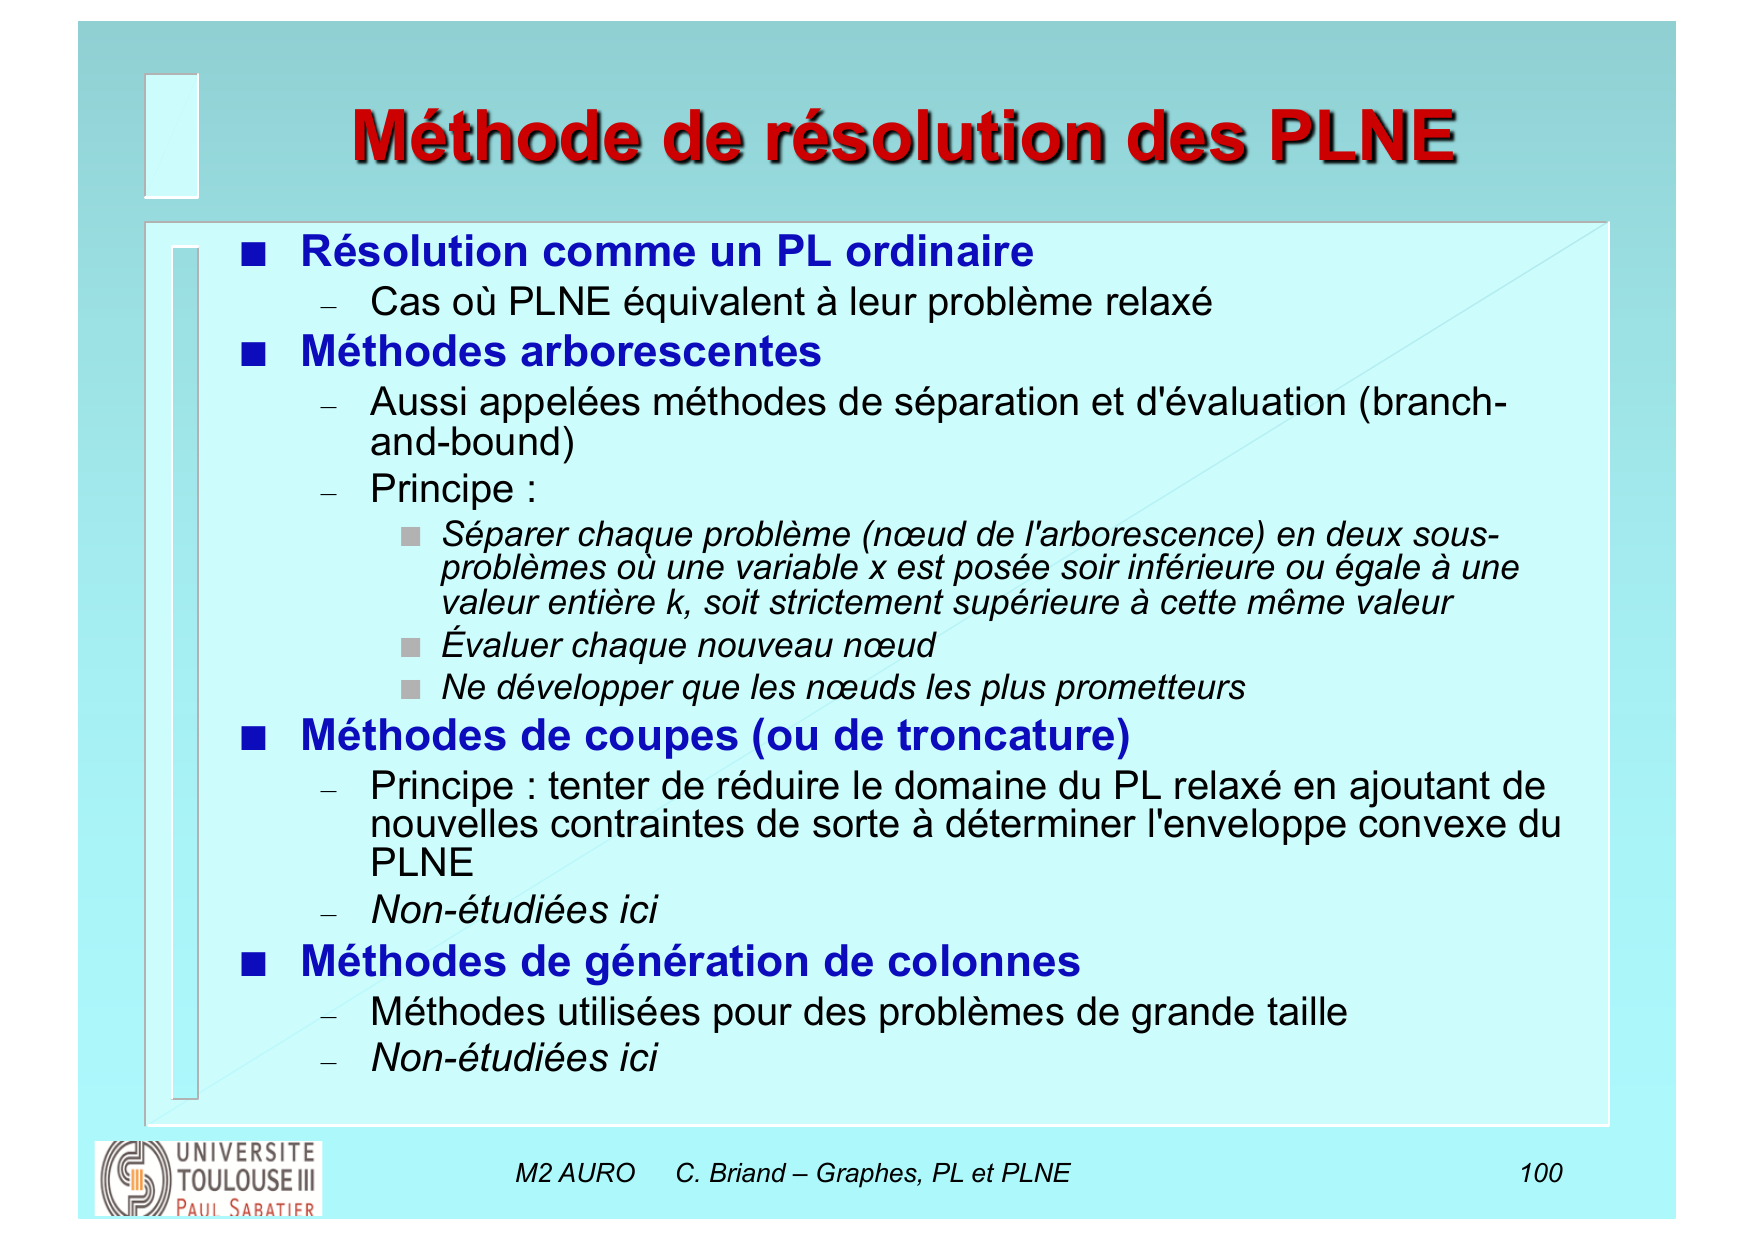 Méthode de résolution des PLNE
Résolution comme un PL ordinaire
– Cas où PLNE équivalent à leur problème relaxé
Méthodes arborescentes
– Aussi appelées méthodes de séparation et d'évaluation (branch-
and-bound)
– Principe :
Séparer chaque problème (nœud de l'arborescence) en deux sous-
problèmes où une variable x est posée soir inférieure ou égale à une
valeur entière k, soit strictement supérieure à cette même valeur
Évaluer chaque nouveau nœud
Ne développer que les nœuds les plus prometteurs
Méthodes de coupes (ou de troncature)
– Principe : tenter de réduire le domaine du PL relaxé en ajoutant de
nouvelles contraintes de sorte à déterminer l'enveloppe convexe du
PLNE
– Non-étudiées ici
Méthodes de génération de colonnes
– Méthodes utilisées pour des problèmes de grande taille
– Non-étudiées ici
UNIVERSITE
TOULOUSE III
PAUL SABATIER
M2 AURO C. Briand – Graphes, PL et PLNE 100